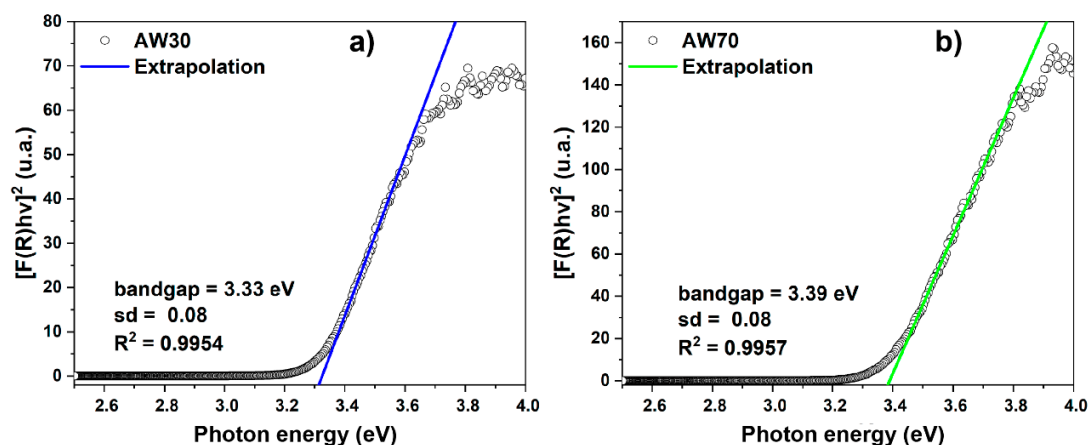 AW30
Extrapolation
a)
bandgap = 3.33 eV
sd = 0.08
R² = 0.9954
[F(R)hv]² (u.a.)
80
70
60
50
40
30
20
10
0
2.6 2.8 3.0 3.2 3.4 3.6 3.8 4.0
Photon energy (eV)
AW70
Extrapolation
b)
bandgap = 3.39 eV
sd = 0.08
R² = 0.9957
[F(R)hv]² (u.a.)
160
140
120
100
80
60
40
20
0
2.6 2.8 3.0 3.2 3.4 3.6 3.8 4.0
Photon energy (eV)